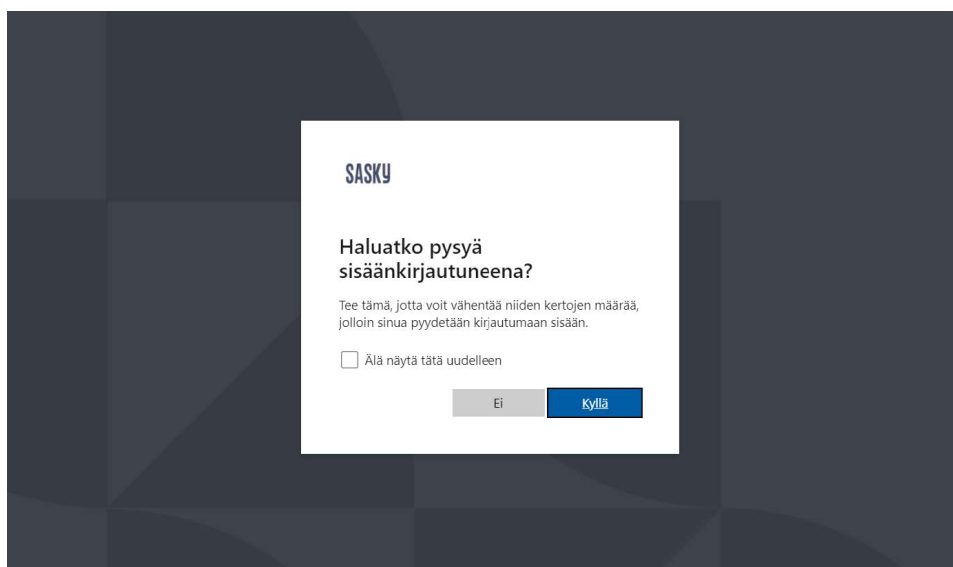 SASKY
Haluatko pysyä
sisäänkirjautuneena?
Tee tämä, jotta voit vähentää niiden kertojen määrää,
jolloin sinua pyydetään kirjautumaan sisään.
Älä näytä tätä uudelleen
Ei
Kyllä